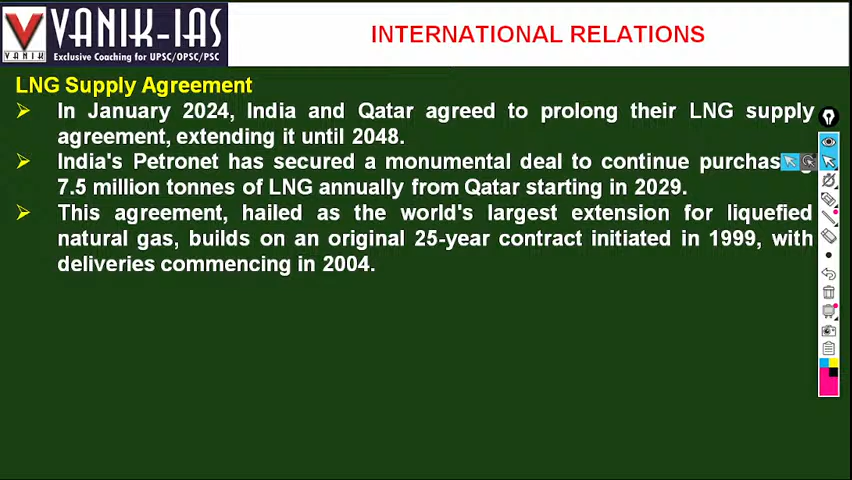 VANIK-IAS
VANIK
Exclusive Coaching for UPSC/OPSC/PSC
INTERNATIONAL RELATIONS
LNG Supply Agreement
In January 2024, India and Qatar agreed to prolong their LNG supply
agreement, extending it until 2048.
India's Petronet has secured a monumental deal to continue
7.5 million tonnes of LNG annually from Qatar starting in 2029.
This agreement, hailed as the world's largest extension for liquefied
natural gas, builds on an original 25-year contract initiated in 1999, with
deliveries commencing in 2004.